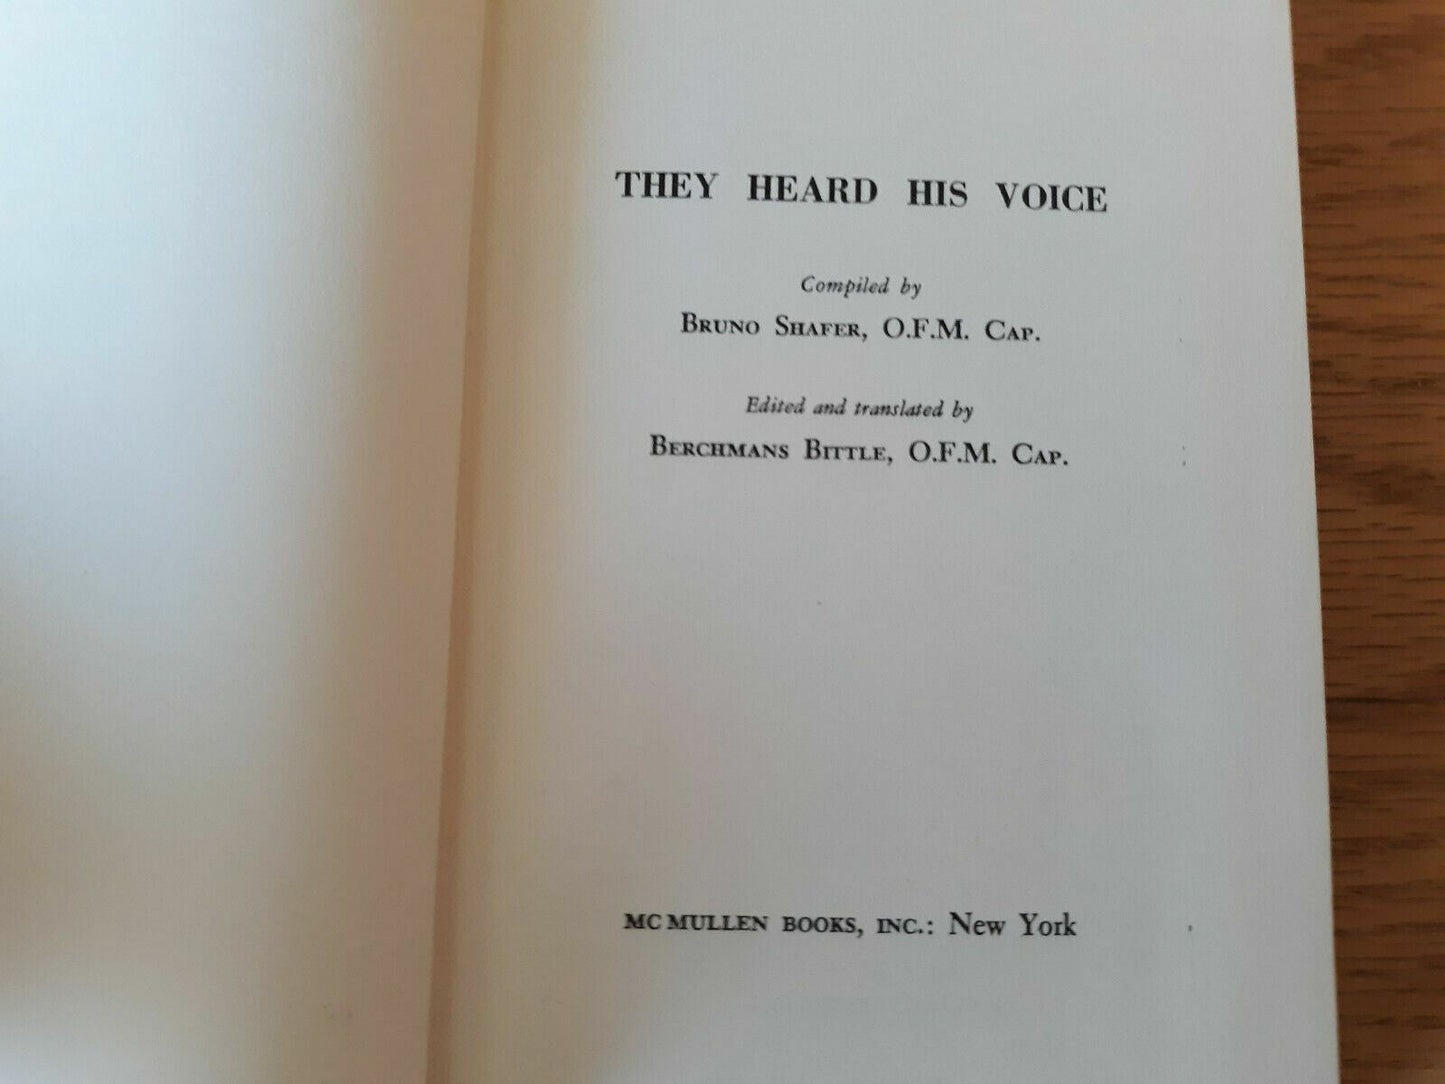 THEY HEARD HIS VOICE
Compiled by
BRUNO SHAFER, O.F.M. CAP.
Edited and translated by
BERCHMANS BITTLE, O.F.M. CAP.
MC MULLEN BOOKS, INC.: New York